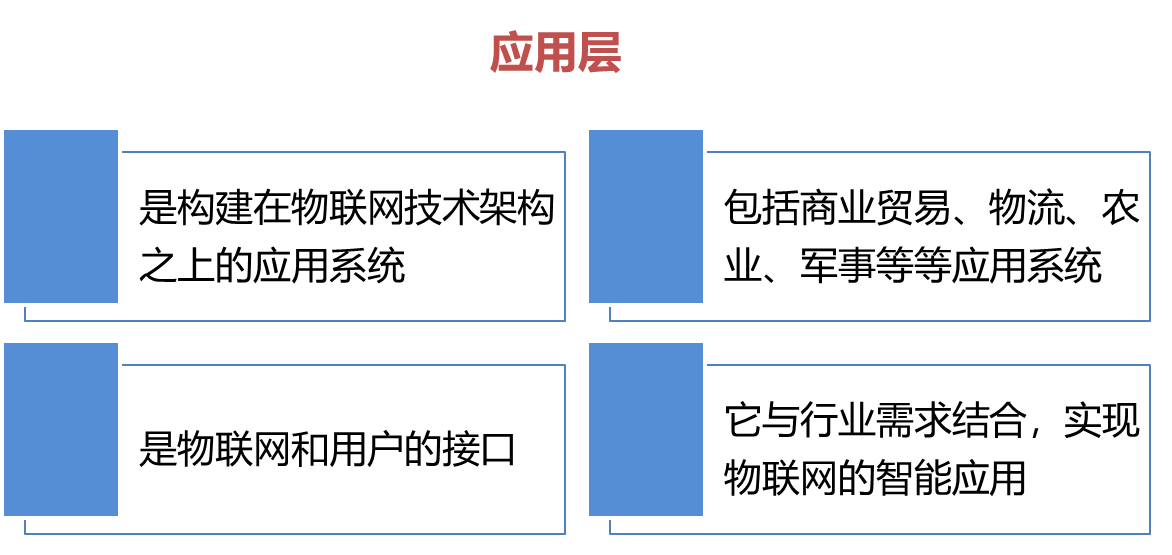 应用层
是构建在物联网技术架构
之上的应用系统
包括商业贸易、物流、农
业、军事等等应用系统
是物联网和用户的接口
它与行业需求结合，实现
物联网的智能应用